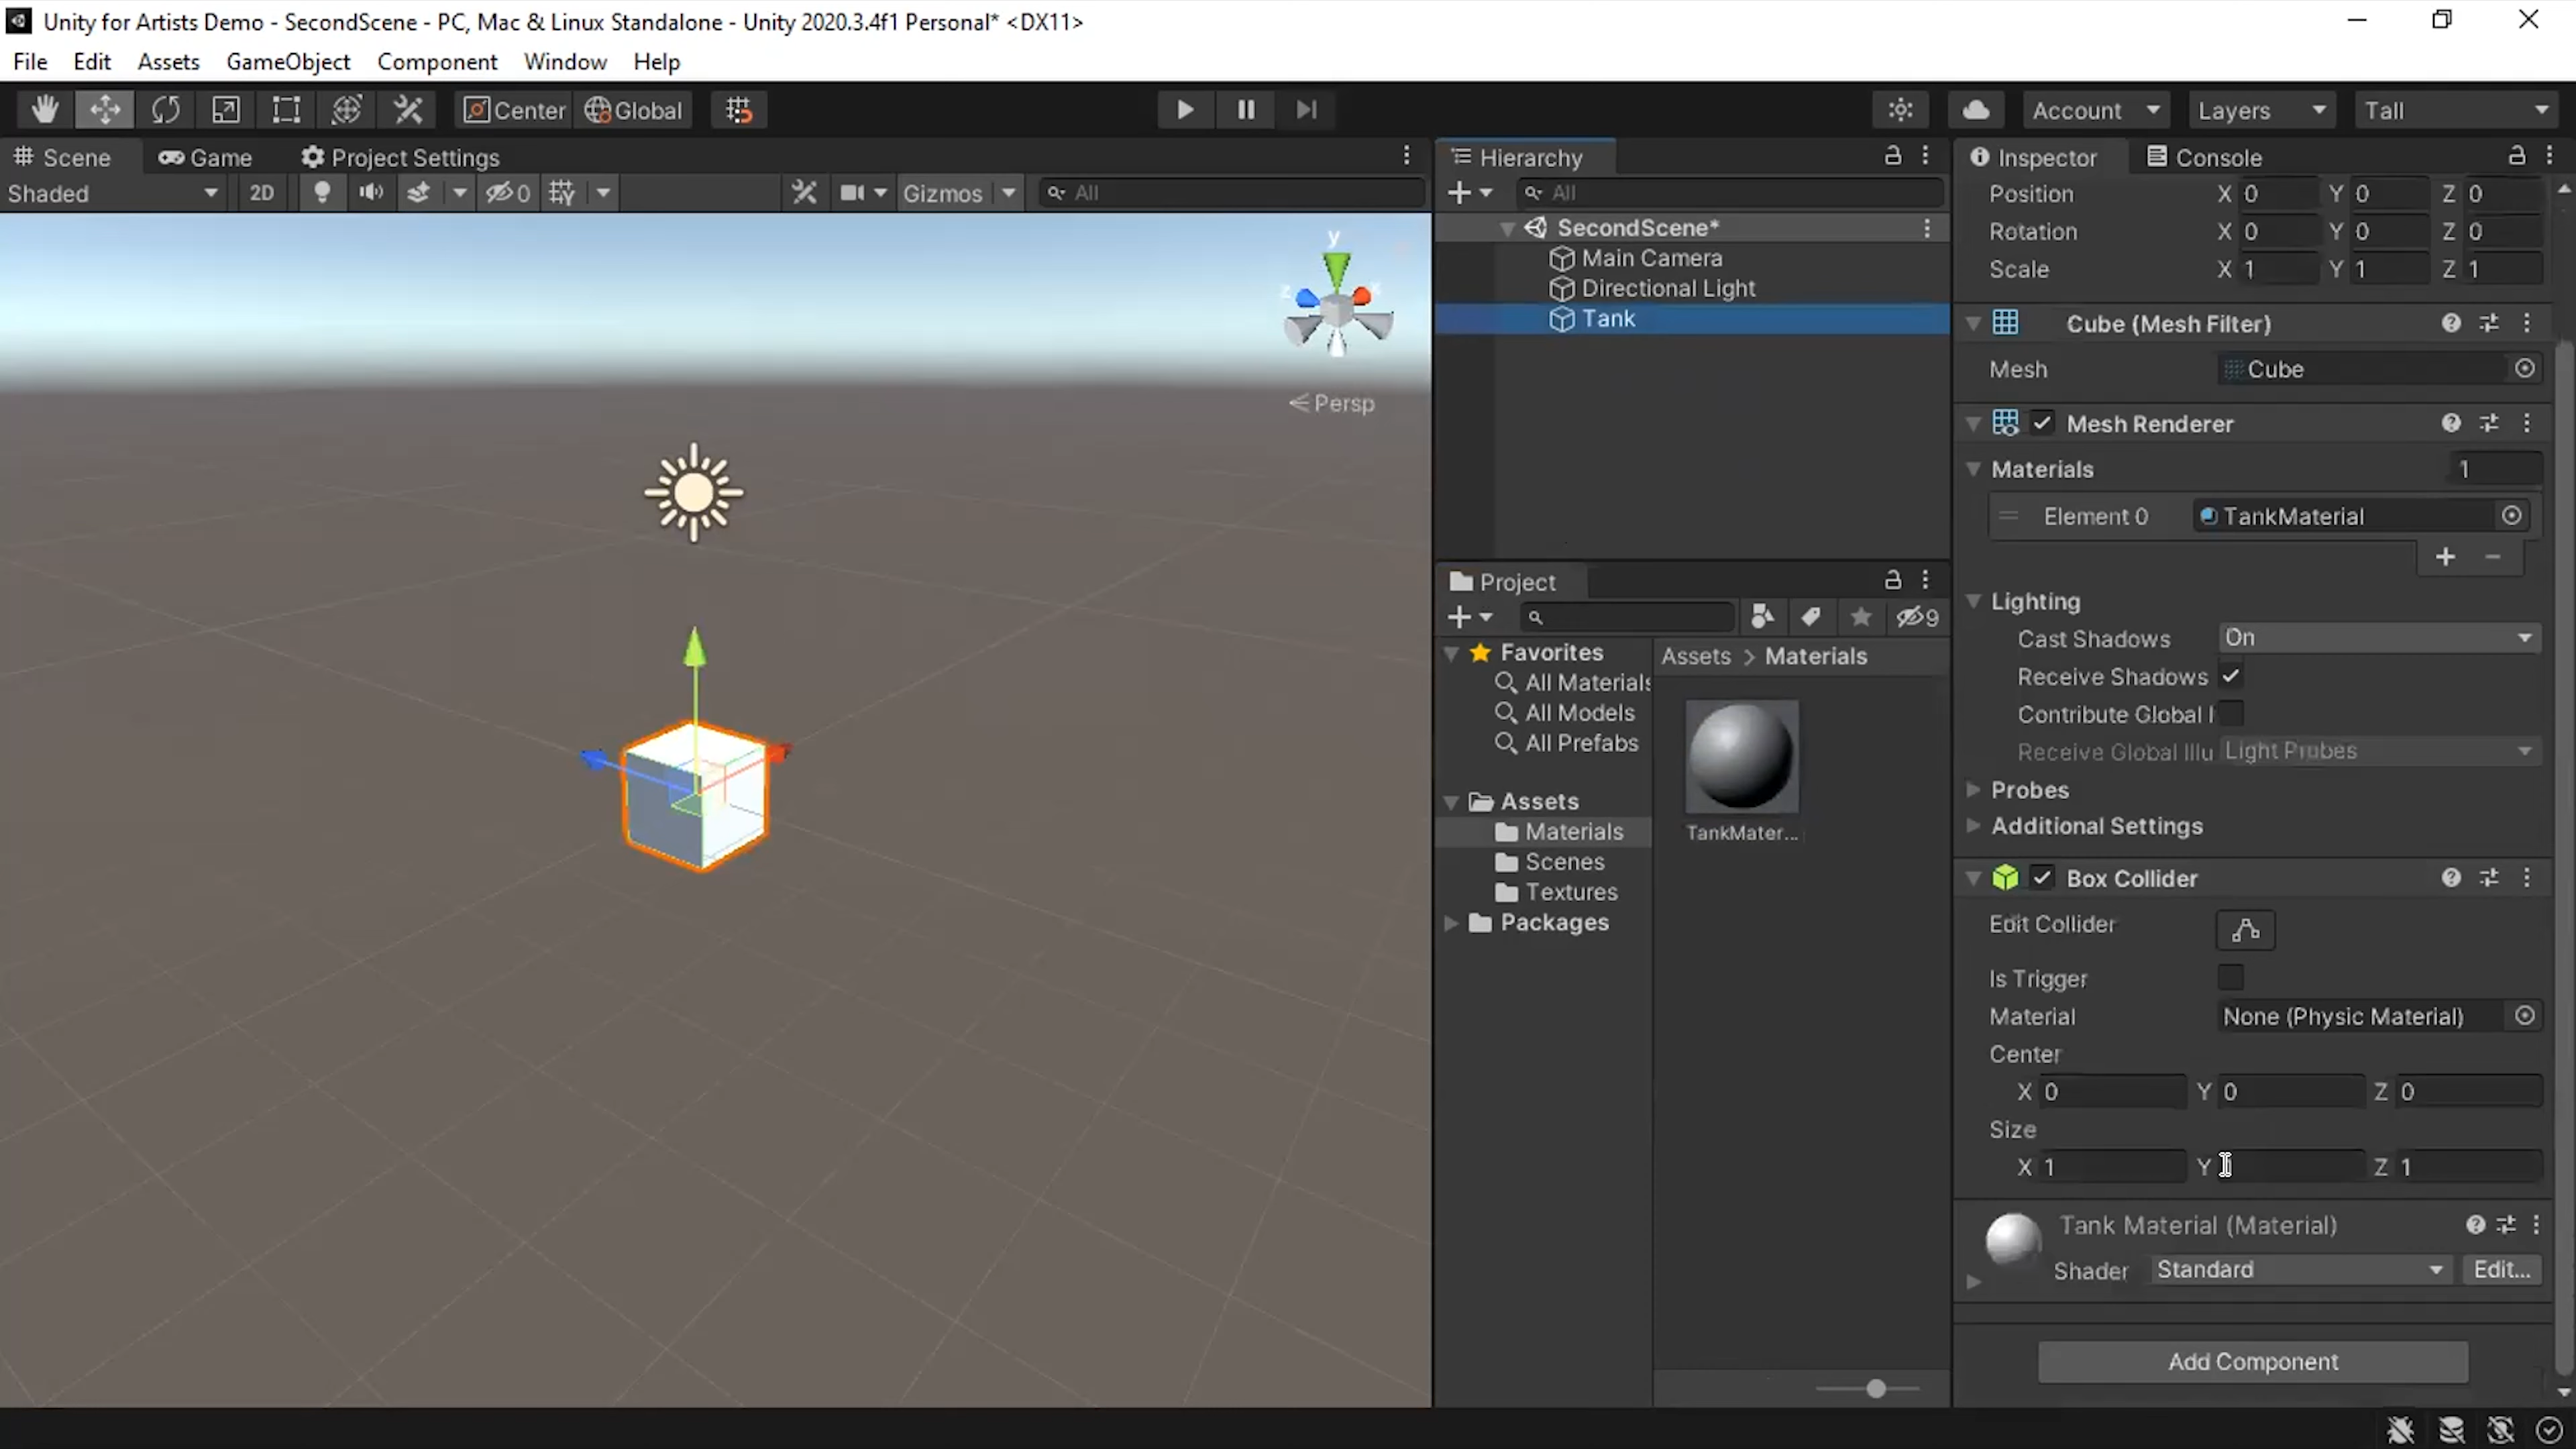 Unity for Artists Demo - SecondScene - PC, Mac & Linux Standalone - Unity 2020.3.4f1 Personal* <DX11>
File Edit Assets GameObject Component Window Help
Center Global Account Layers Tall
Scene Game Project Settings
Shaded 2D 0 Gizmos All
y
z x
Persp
Hierarchy
All
SecondScene*
Main Camera
Directional Light
Tank
Project
9
Favorites
All Materials
All Models
All Prefabs
Assets
Materials
Scenes
Textures
Packages
Assets > Materials
TankMater...
Inspector Console
Position X 0 Y 0 Z 0
Rotation X 0 Y 0 Z 0
Scale X 1 Y 1 Z 1
Cube (Mesh Filter)
Mesh Cube
Mesh Renderer
Materials 1
Element 0 TankMaterial
Lighting
Cast Shadows On
Receive Shadows
Contribute Global I
Receive Global Illu Light Probes
Probes
Additional Settings
Box Collider
Edit Collider
Is Trigger
Material None (Physic Material)
Center
X 0 Y 0 Z 0
Size
X 1 Y Z 1
Tank Material (Material)
Shader Standard Edit...
Add Component